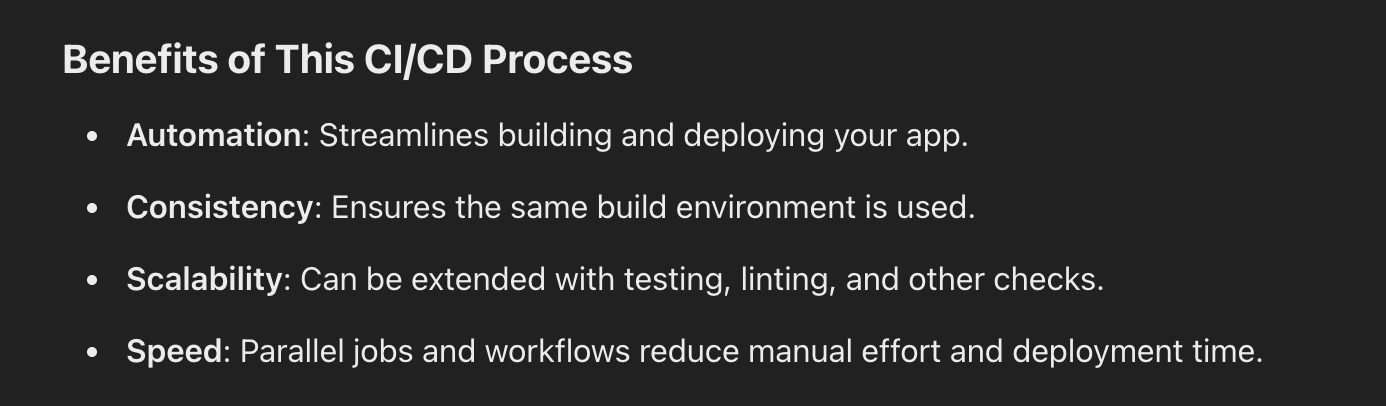 Benefits of This CI/CD Process
• Automation: Streamlines building and deploying your app.
• Consistency: Ensures the same build environment is used.
• Scalability: Can be extended with testing, linting, and other checks.
• Speed: Parallel jobs and workflows reduce manual effort and deployment time.